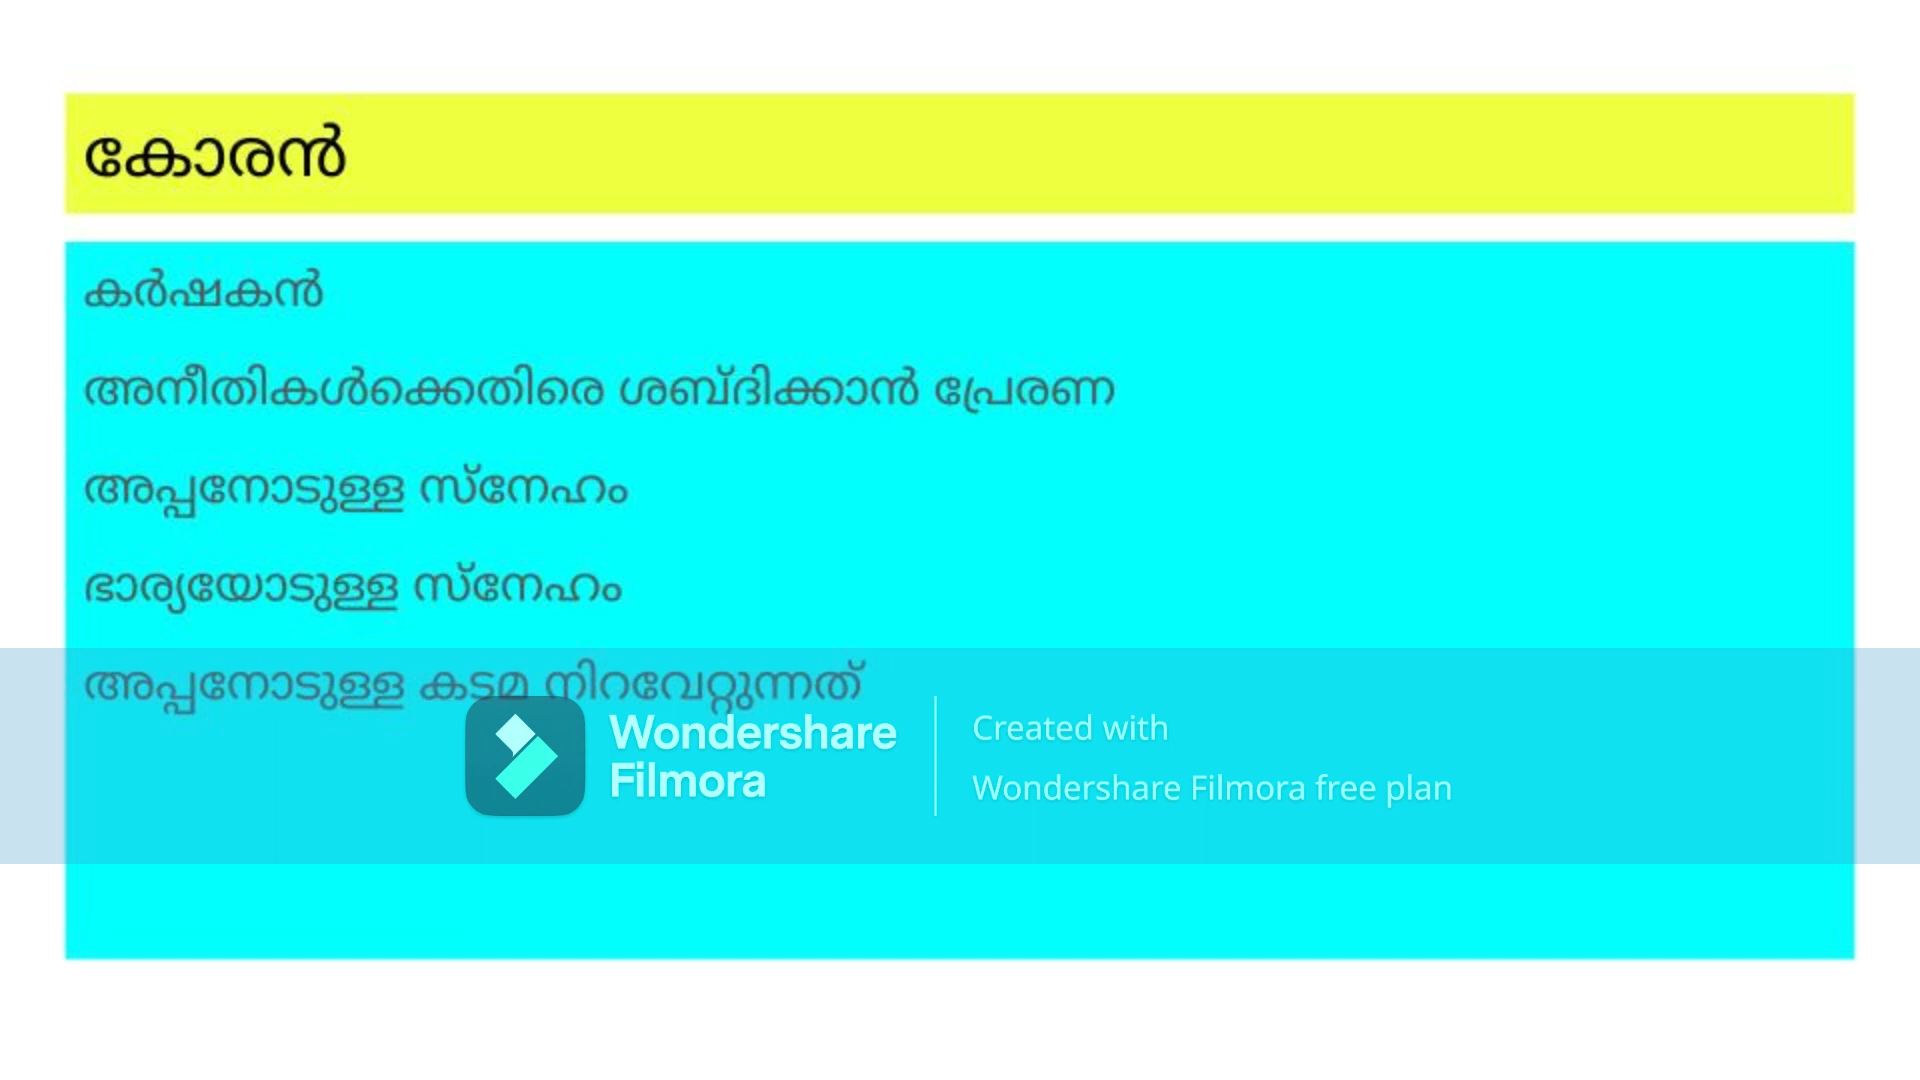 കോരൻ
കർഷകൻ
അനീതികൾക്കെതിരെ ശബ്ദിക്കാൻ പ്രേരണ
അപ്പനോടുള്ള സ്നേഹം
ഭാര്യയോടുള്ള സ്നേഹം
അപ്പനോടുള്ള കടമ നിറവേറ്റുന്നത്
Wondershare
Filmora
Created with
Wondershare Filmora free plan